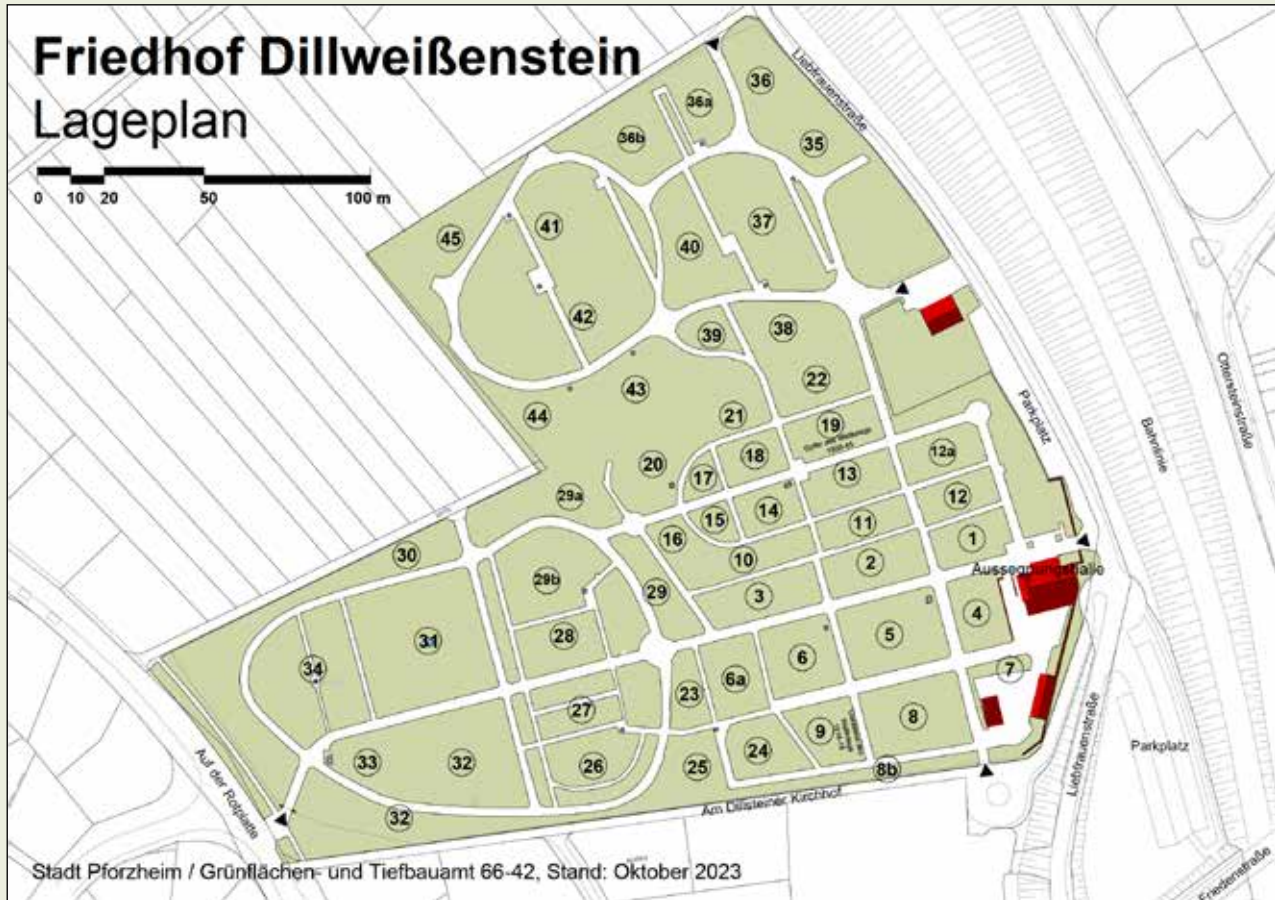 Friedhof Dillweißenstein
Lageplan
0 10 20 50 100 m
Liebfrauenstraße
36
36a
36b
35
45
41
40
37
42
39
38
43
22
44
21
19
18
20
17
13
12a
29a
14
15
12
16
11
1
30
10
2
Aussegnungshalle
29b
29
3
4
28
5
31
6
34
6a
7
23
27
8
9
33
32
24
26
25
8b
32
Parkplatz
Bahnlinie
Ottersteinstraße
Liebfrauenstraße
Parkplatz
Auf der Rotplatte
Am Dillsteiner Kirchhof
Friedenstraße
Stadt Pforzheim / Grünflächen- und Tiefbauamt 66-42, Stand: Oktober 2023